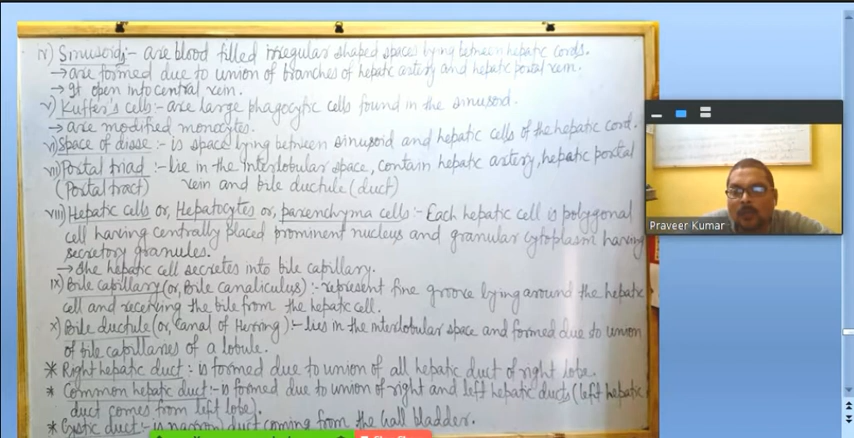 iv) Sinusoids:- are blood filled irregular shaped spaces lying between hepatic cords.
→ are formed due to union of branches of hepatic artery and hepatic portal vein.
→ It open into central vein.
v) Kuffer's cells:- are large phagocytic cells found in the sinusoid.
→ are modified monocytes.
vi) Space of disse:- is space lying between sinusoid and hepatic cells of the hepatic cord.
vii) Portal triad:- lie in the interlobular space, contain hepatic artery, hepatic portal
(Portal tract) vein and bile ductule (duct)
viii) Hepatic cells or, Hepatocytes or, parenchyma cells:- Each hepatic cell is polygonal
cell having centrally placed prominent nucleus and granular cytoplasm having
secretory granules.
→ The hepatic cell secretes into bile capillary.
ix) Bile capillary (or, Bile canaliculus):- represent fine groove lying around the hepatic
cell and receiving the bile from the hepatic cell.
x) Bile ductule (or, Canal of Herring):- lies in the interlobular space and formed due to union
of bile capillaries of a lobule.
* Right hepatic duct: is formed due to union of all hepatic duct of right lobe.
* Common hepatic duct:- is formed due to union of right and left hepatic ducts (left hepatic
duct comes from left lobe).
* Cystic duct:- is narrow duct coming from the Gall bladder.
Praveer Kumar